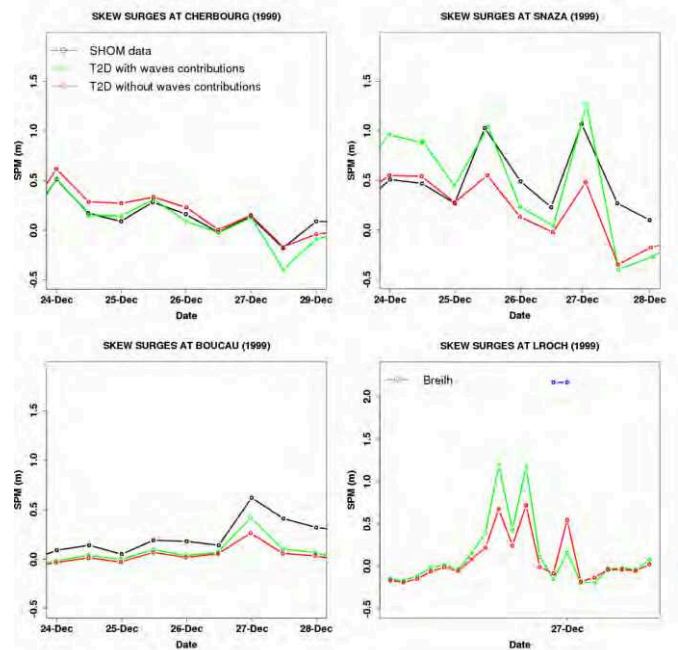 SKEW SURGES AT CHERBOURG (1999)
SPM (m)
1.5
1.0
0.5
0.0
-0.5
SHOM data
T2D with waves contributions
T2D without waves contributions
24-Dec 25-Dec 26-Dec 27-Dec 29-Dec
Date
SKEW SURGES AT SNAZA (1999)
SPM (m)
1.5
1.0
0.5
0.0
-0.5
24-Dec 25-Dec 26-Dec 27-Dec 28-Dec
Date
SKEW SURGES AT BOUCAU (1999)
SPM (m)
1.5
1.0
0.5
0.0
-0.5
24-Dec 25-Dec 26-Dec 27-Dec 28-Dec
Date
SKEW SURGES AT LROCH (1999)
SPM (m)
2.0
1.5
1.0
0.5
0.0
-0.5
Breilh
27-Dec
Date